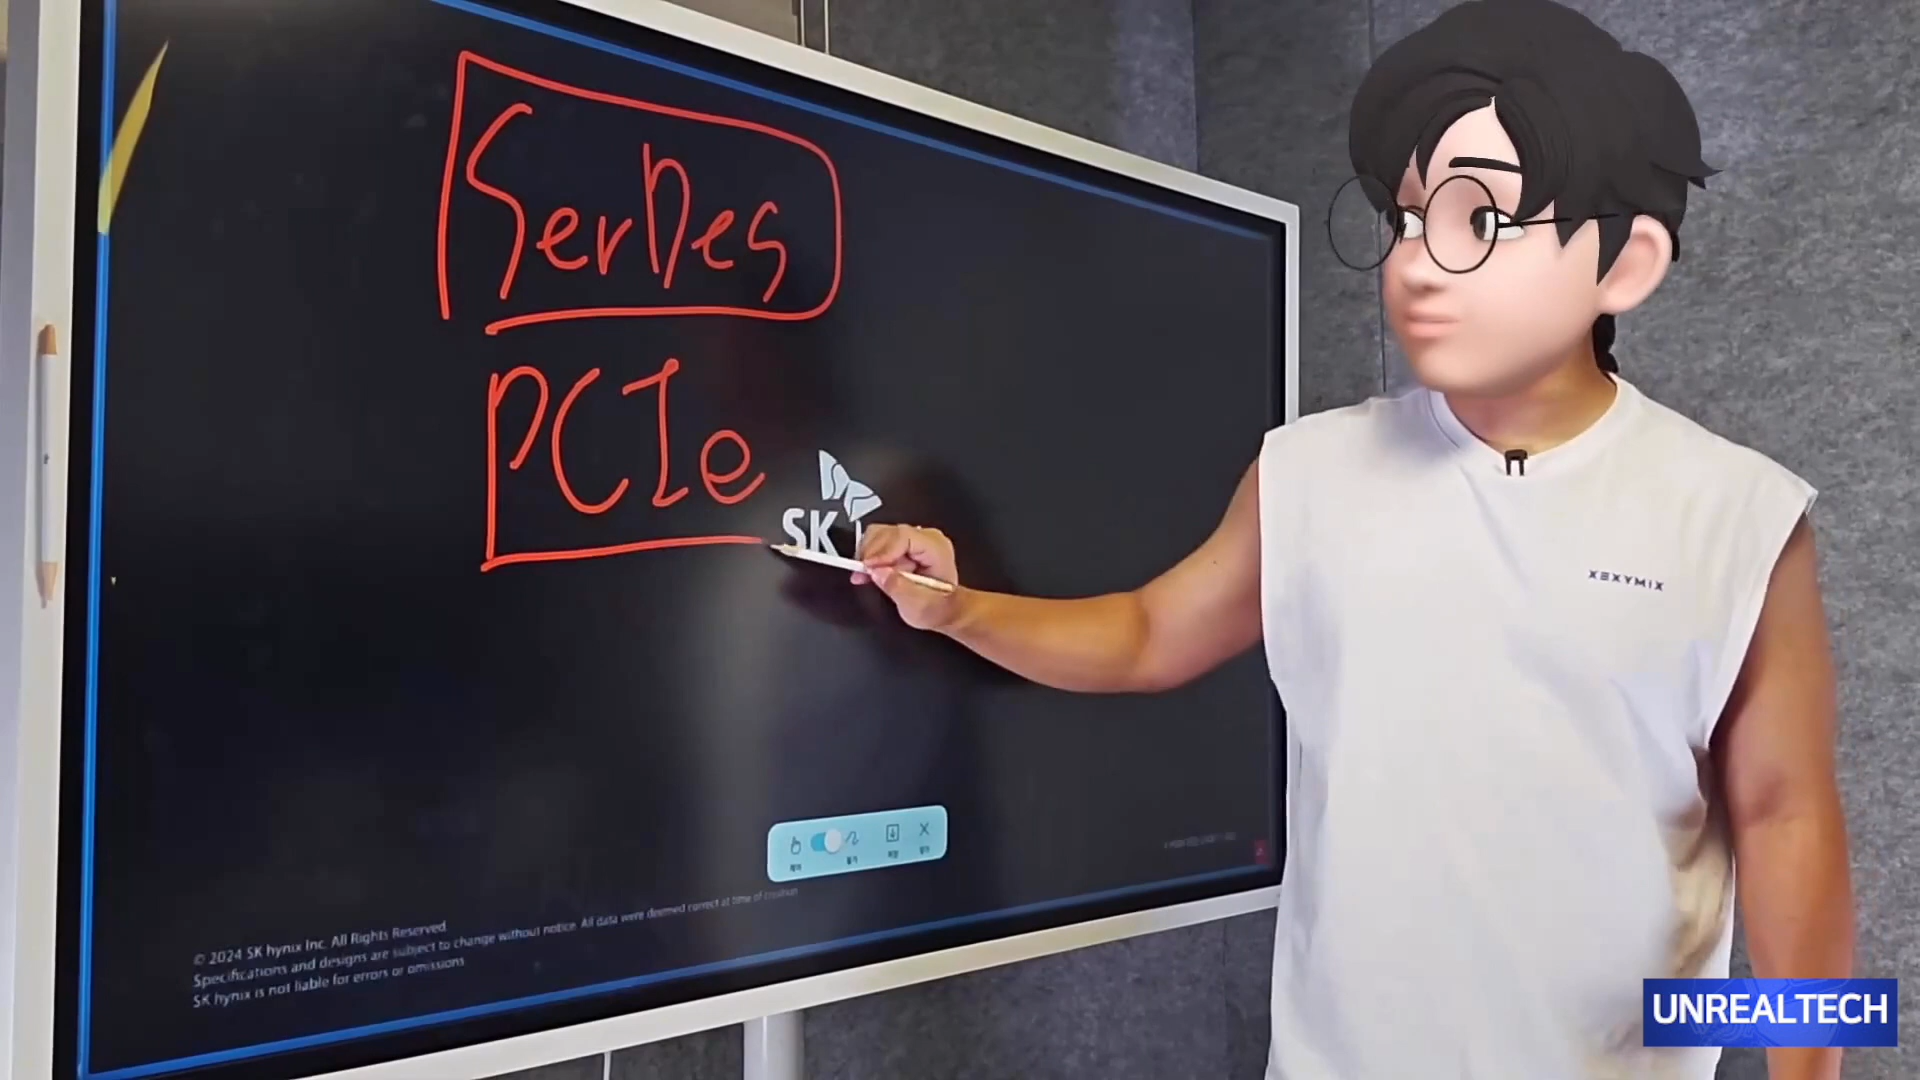 SerDes
PCIe
SK
XEXYMIX
© 2024 SK hynix Inc. All Rights Reserved.
Specifications and designs are subject to change without notice. All data were deemed correct at time of creation.
SK hynix is not liable for errors or omissions.
UNREALTECH